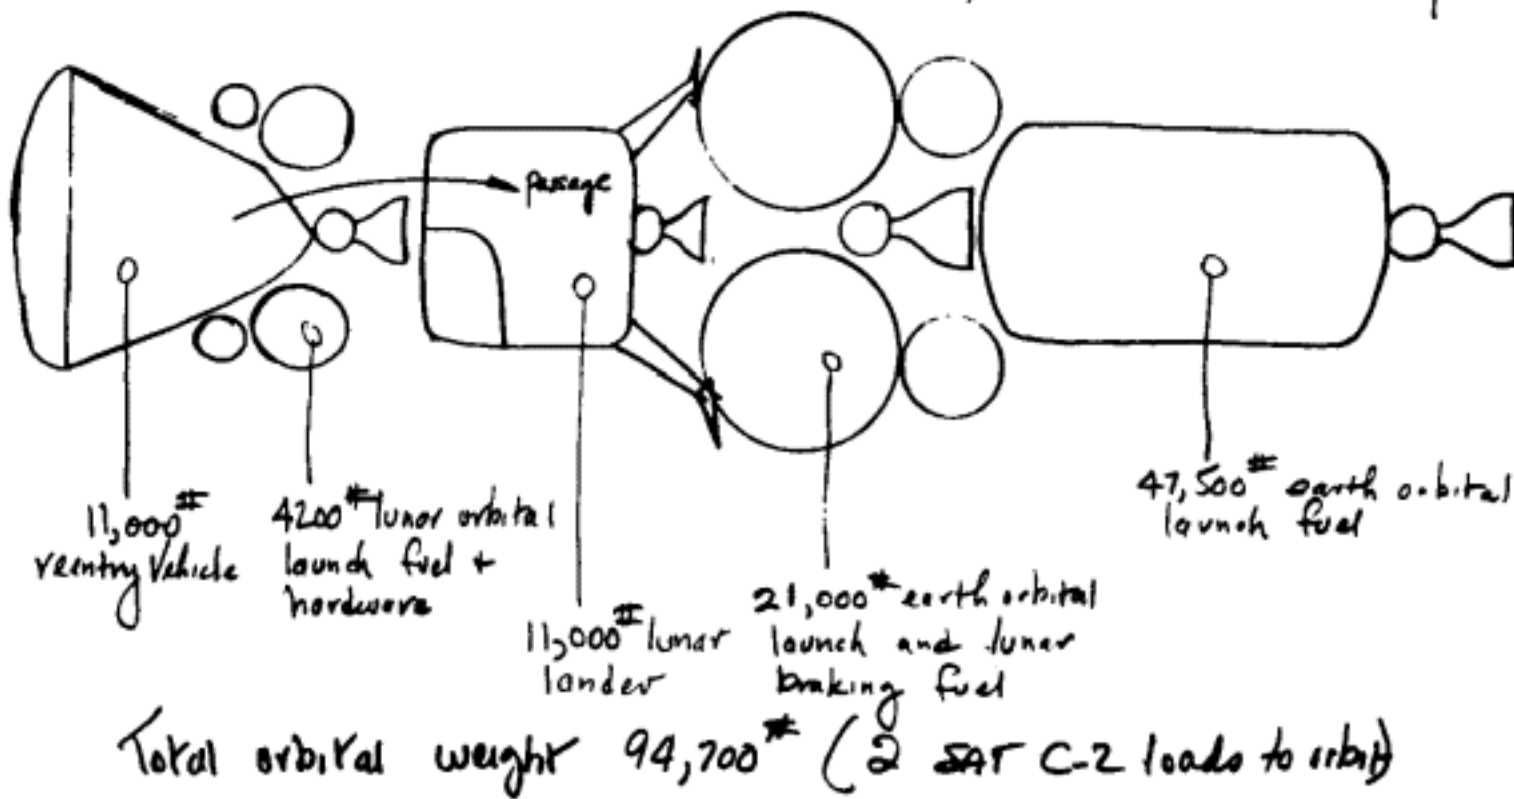 passage
11,000#
reentry Vehicle
4200# lunar orbital
launch fuel +
hardware
11,000# lunar
lander
21,000# earth orbital
launch and lunar
braking fuel
47,500# earth orbital
launch fuel
Total orbital weight 94,700# (2 SAT C-2 loads to orbit)